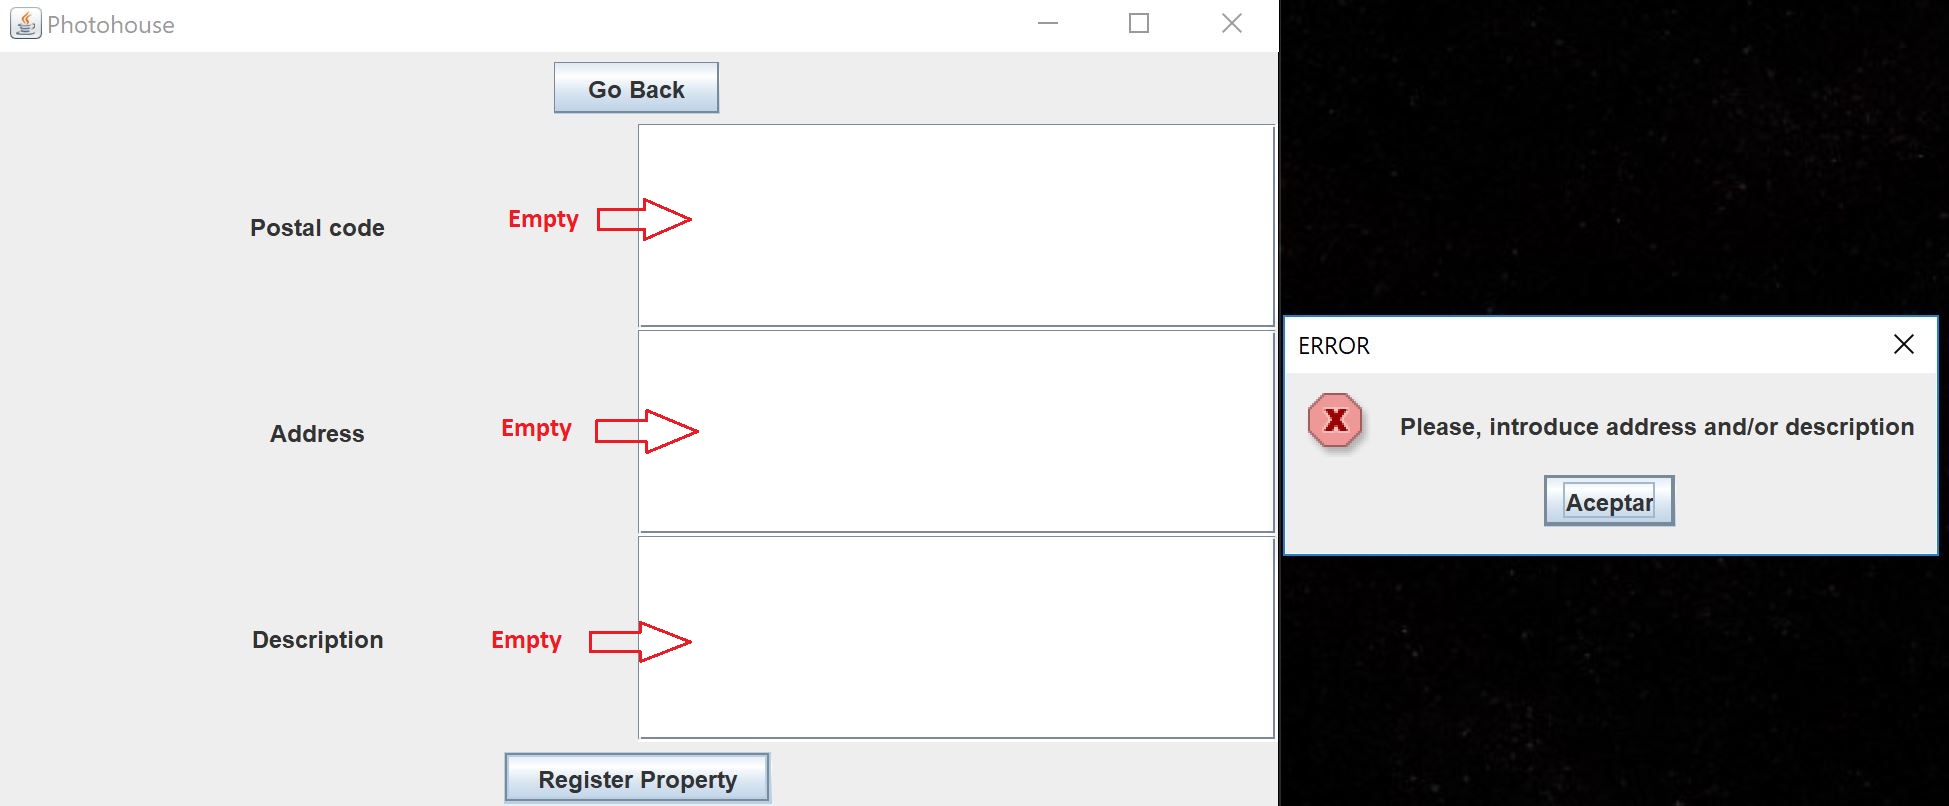 Photohouse
Go Back
Postal code
Empty
Address
Empty
Description
Empty
Register Property
ERROR
X
Please, introduce address and/or description
Aceptar